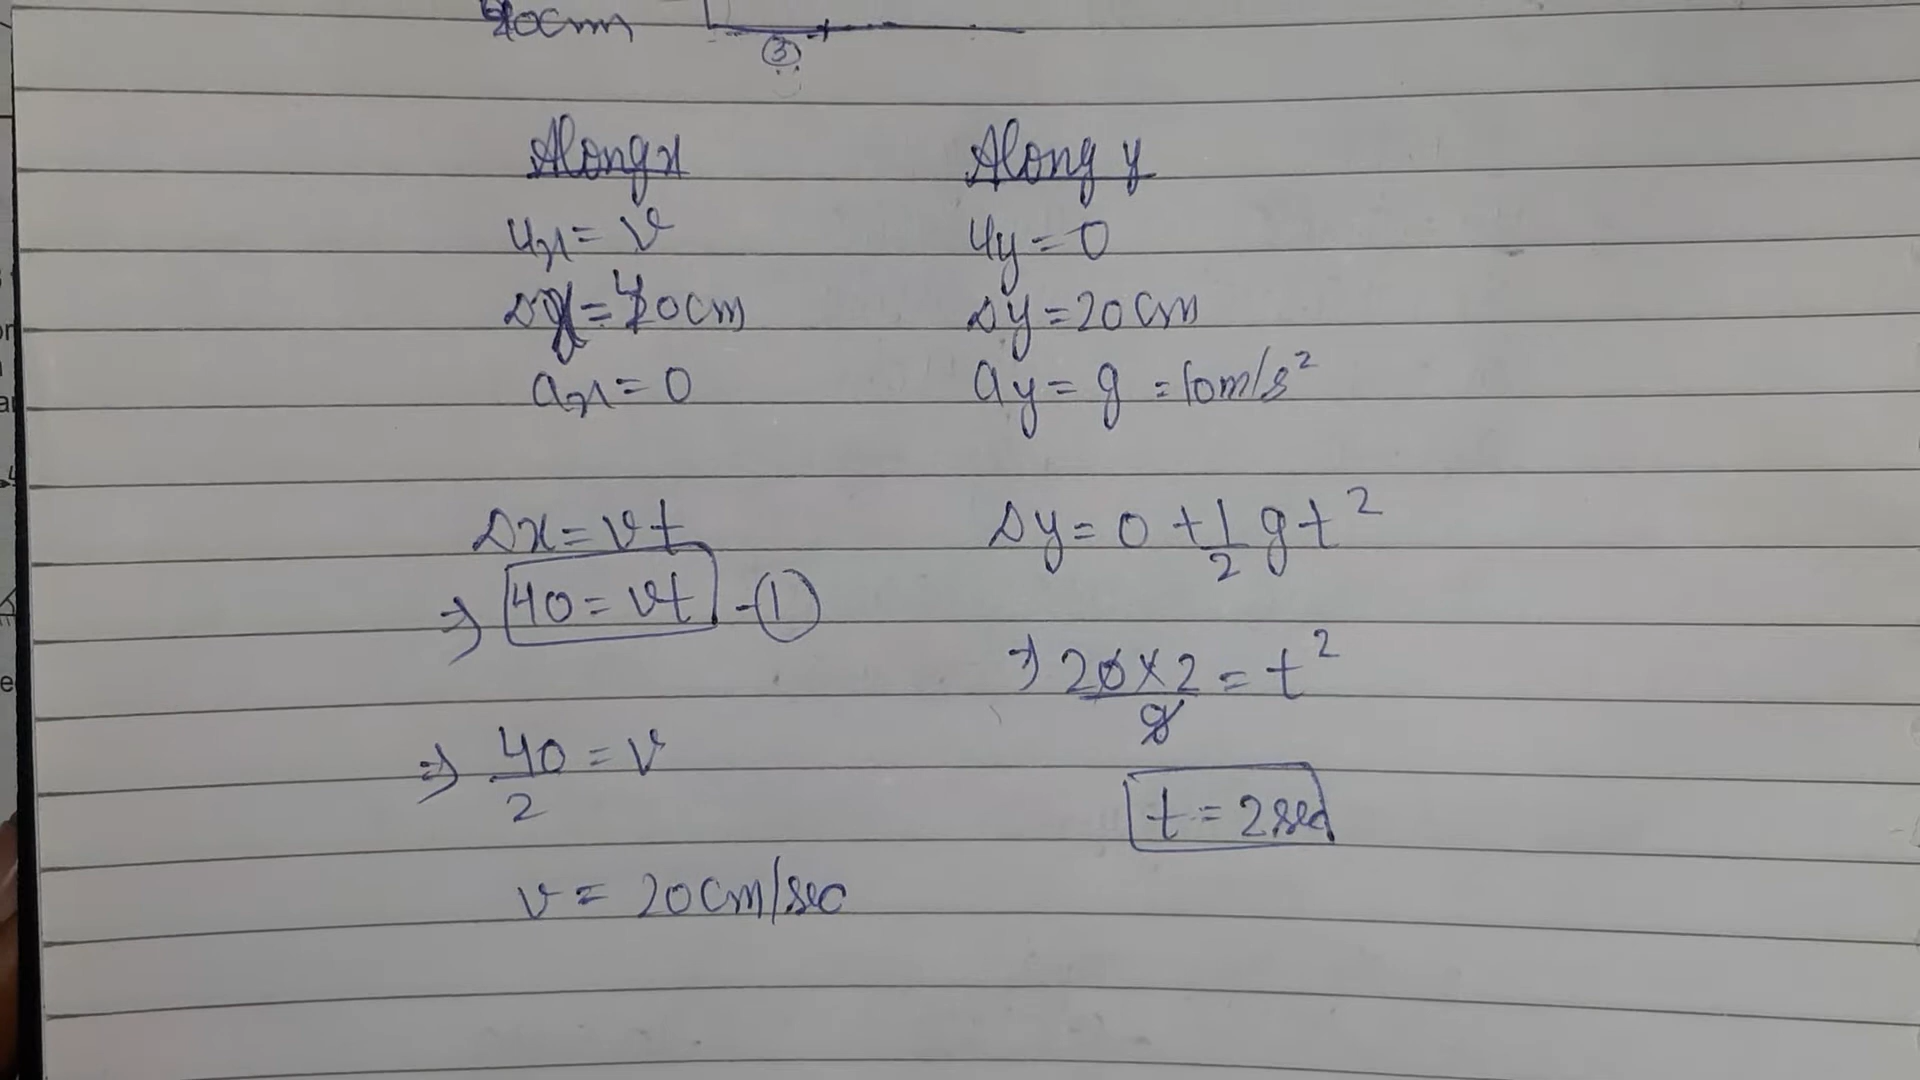 40cm
③
Along x
Along y
ux = v
uy = 0
Δx = 40cm
Δy = 20cm
ax = 0
ay = g = 10m/s²
Δx = vt
Δy = 0 + 1/2 gt²
⇒ 40 = vt - ①
⇒ 20×2/g = t²
⇒ 40/2 = v
t = 2sec
v = 20cm/sec